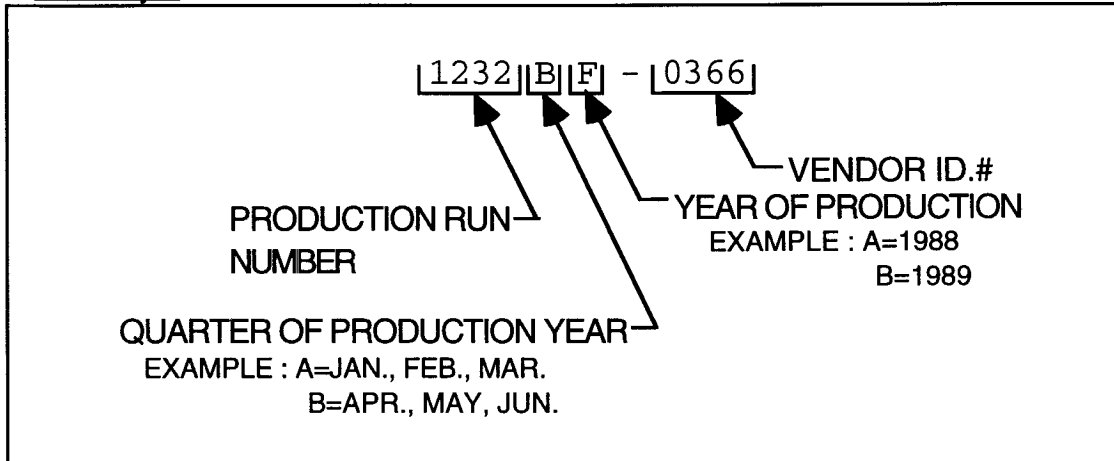 1232 B F - 0366
VENDOR ID.#
PRODUCTION RUN
NUMBER
YEAR OF PRODUCTION
EXAMPLE : A=1988
B=1989
QUARTER OF PRODUCTION YEAR
EXAMPLE : A=JAN., FEB., MAR.
B=APR., MAY, JUN.